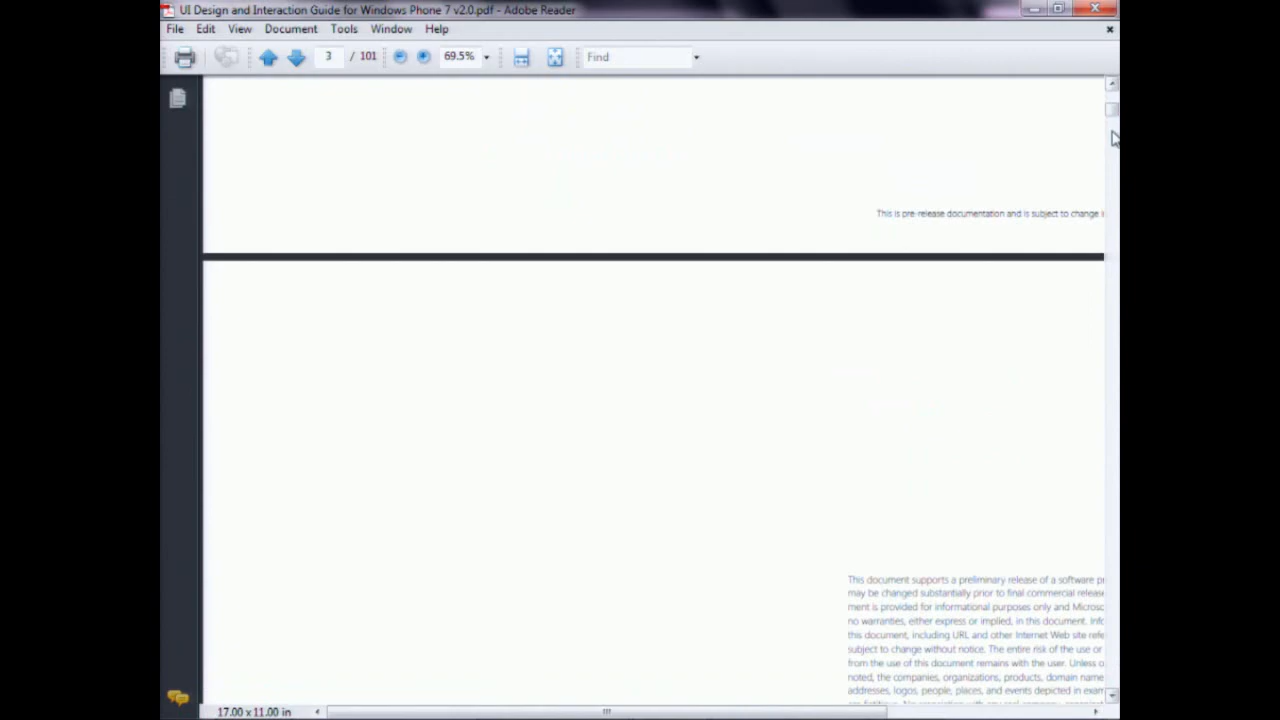 UI Design and Interaction Guide for Windows Phone 7 v2.0.pdf - Adobe Reader
File Edit View Document Tools Window Help
3 / 101 69.5% Find
This is pre-release documentation and is subject to change
This document supports a preliminary release of a software
may be changed substantially prior to final commercial release
ment is provided for informational purposes only and
no warranties, either express or implied, in this document.
this document, including URL and other Internet Web site
subject to change without notice. The entire risk of the use or
from the use of this document remains with the user. Unless
noted, the companies, organizations, products, domain name
addresses, logos, people, places, and events depicted in
17.00 x 11.00 in